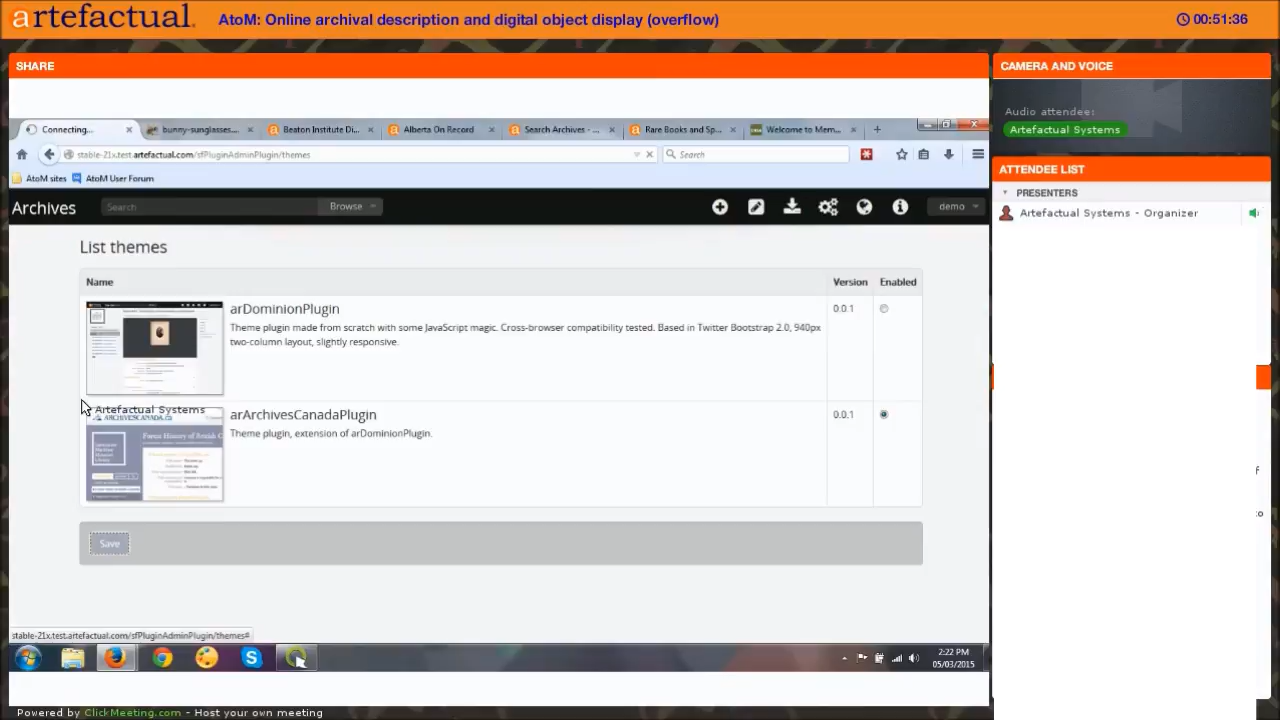 artefactual
AtoM: Online archival description and digital object display (overflow)
00:51:36
SHARE
CAMERA AND VOICE
Audio attendee:
Artefactual Systems
ATTENDEE LIST
PRESENTERS
Artefactual Systems - Organizer
Connecting...
bunny-sunglasses....
Beaton Institute Di...
Alberta On Record
Search Archives - ...
Rare Books and Sp...
Welcome to Mem...
stable-21x.test.artefactual.com/sfPluginAdminPlugin/themes
Search
AtoM sites
AtoM User Forum
Archives
Search
Browse
demo
List themes
Name
Version
Enabled
arDominionPlugin
0.0.1
Theme plugin made from scratch with some JavaScript magic. Cross-browser compatibility tested. Based in Twitter Bootstrap 2.0, 940px
two-column layout, slightly responsive.
Artefactual Systems
ARCHIVESCANADA.CA
arArchivesCanadaPlugin
0.0.1
Theme plugin, extension of arDominionPlugin.
Save
stable-21x.test.artefactual.com/sfPluginAdminPlugin/themes#
2:22 PM
05/03/2015
Powered by ClickMeeting.com - Host your own meeting